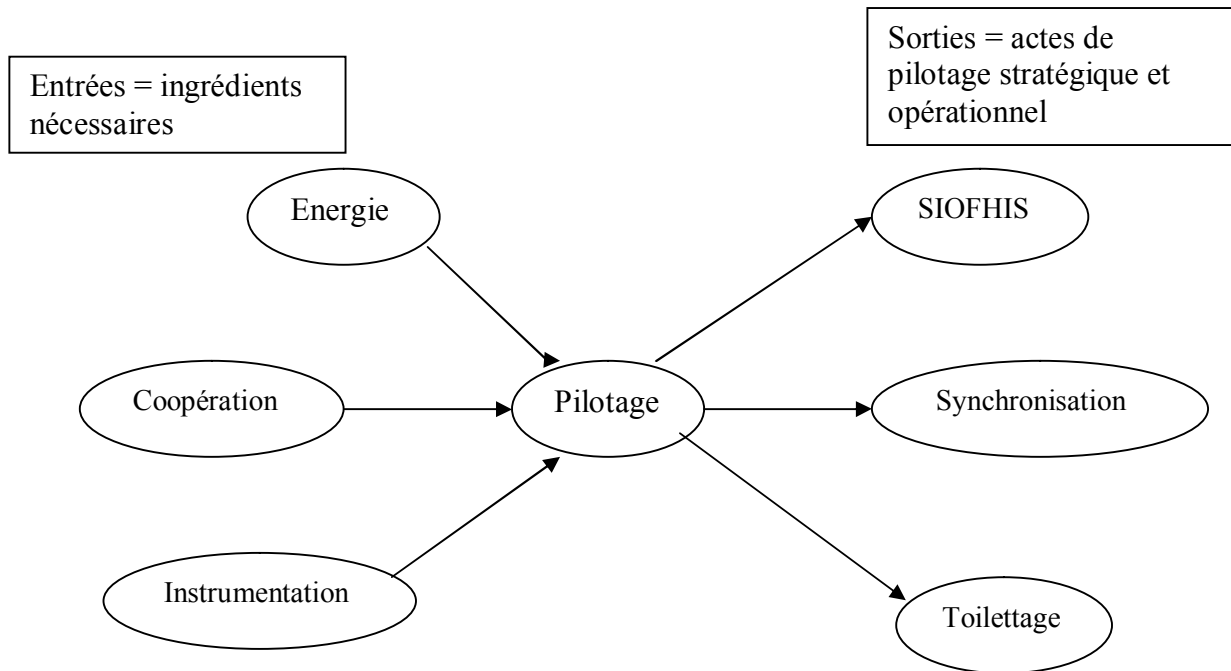 Entrées = ingrédients
nécessaires
Sorties = actes de
pilotage stratégique et
opérationnel
Energie
SIOFHIS
Coopération
Pilotage
Synchronisation
Instrumentation
Toilettage